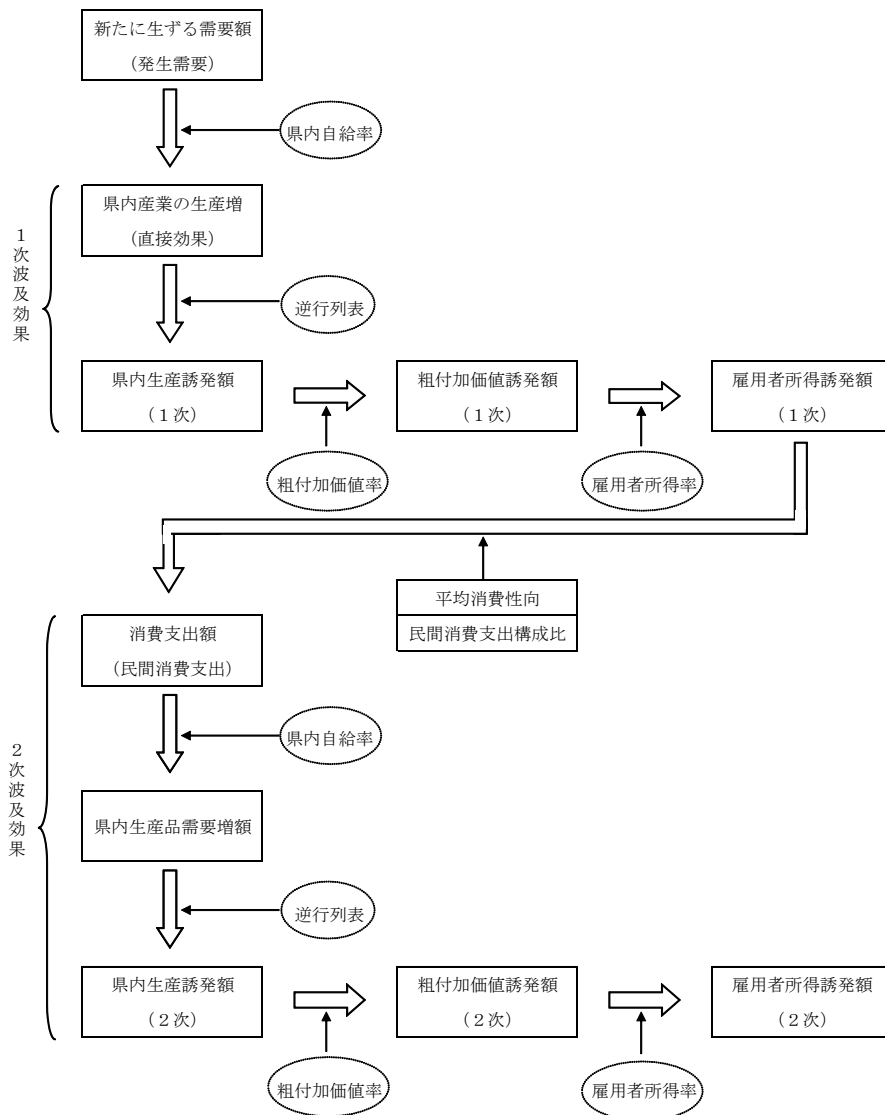 新たに生ずる需要額
（発生需要）
県内自給率
県内産業の生産増
（直接効果）
１次波及効果
逆行列表
県内生産誘発額
（１次）
粗付加価値誘発額
（１次）
雇用者所得誘発額
（１次）
粗付加価値率
雇用者所得率
平均消費性向
民間消費支出構成比
消費支出額
（民間消費支出）
県内自給率
２次波及効果
県内生産品需要増額
逆行列表
県内生産誘発額
（２次）
粗付加価値誘発額
（２次）
雇用者所得誘発額
（２次）
粗付加価値率
雇用者所得率